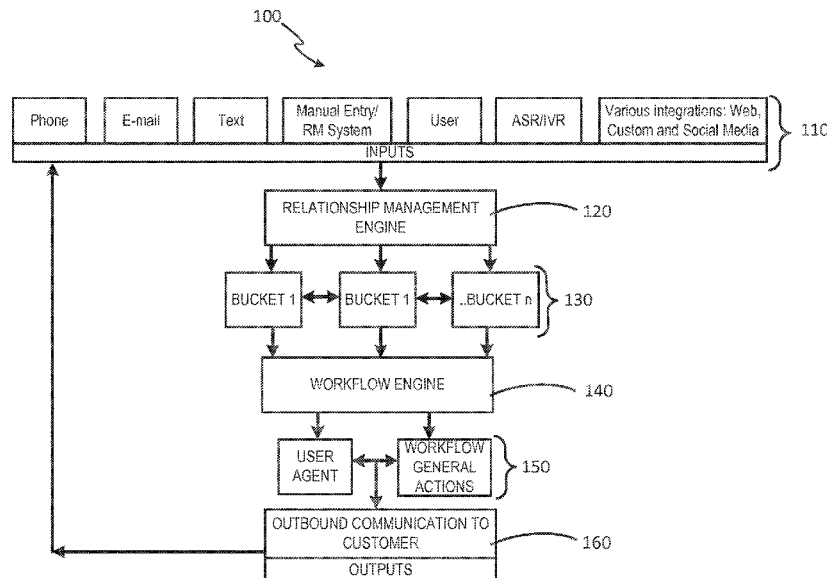 100
Phone
E-mail
Text
Manual Entry/
RM System
User
ASR/IVR
Various integrations: Web,
Custom and Social Media
INPUTS
110
RELATIONSHIP MANAGEMENT
ENGINE
120
BUCKET 1
BUCKET 1
..BUCKET n
130
WORKFLOW ENGINE
140
USER
AGENT
WORKFLOW
GENERAL
ACTIONS
150
OUTBOUND COMMUNICATION TO
CUSTOMER
160
OUTPUTS